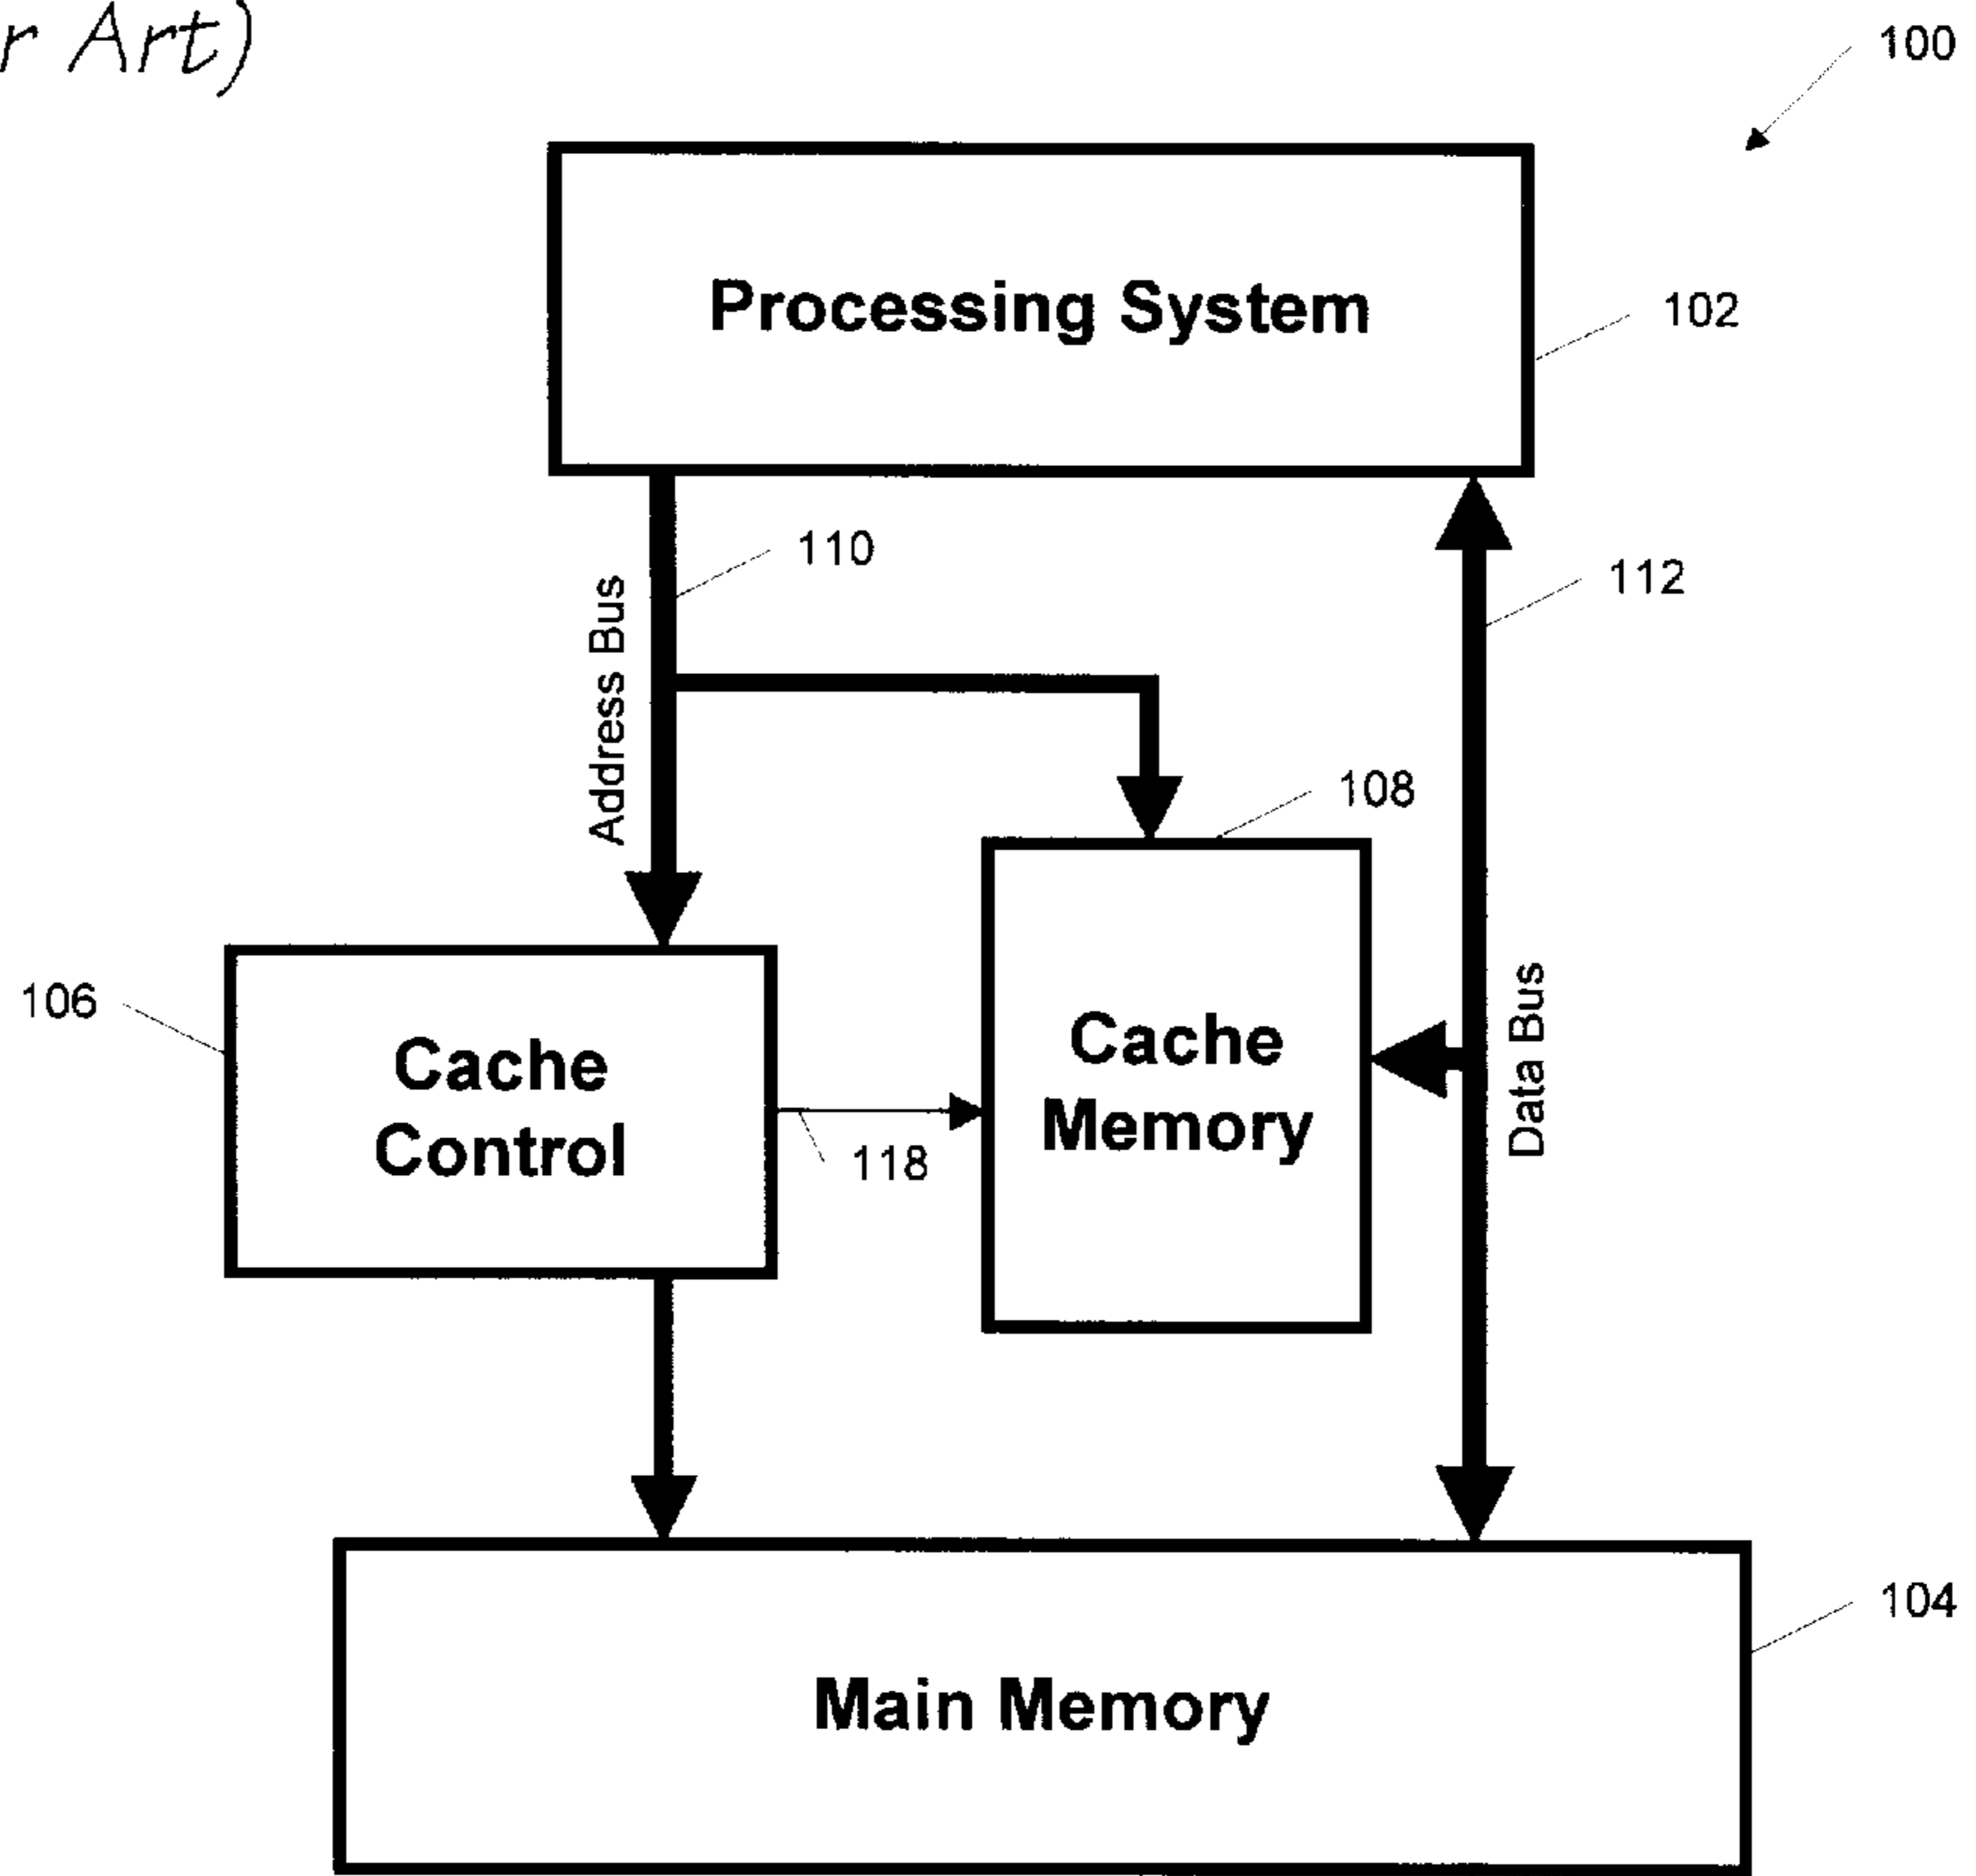 r Art)
100
Processing System
102
110
112
Address Bus
108
106
Cache
Control
Cache
Memory
Data Bus
118
104
Main Memory